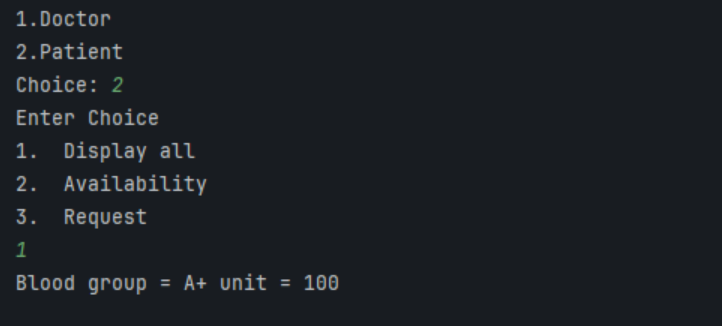 1.Doctor
2.Patient
Choice: 2
Enter Choice
1.  Display all
2.  Availability
3.  Request
1
Blood group = A+ unit = 100